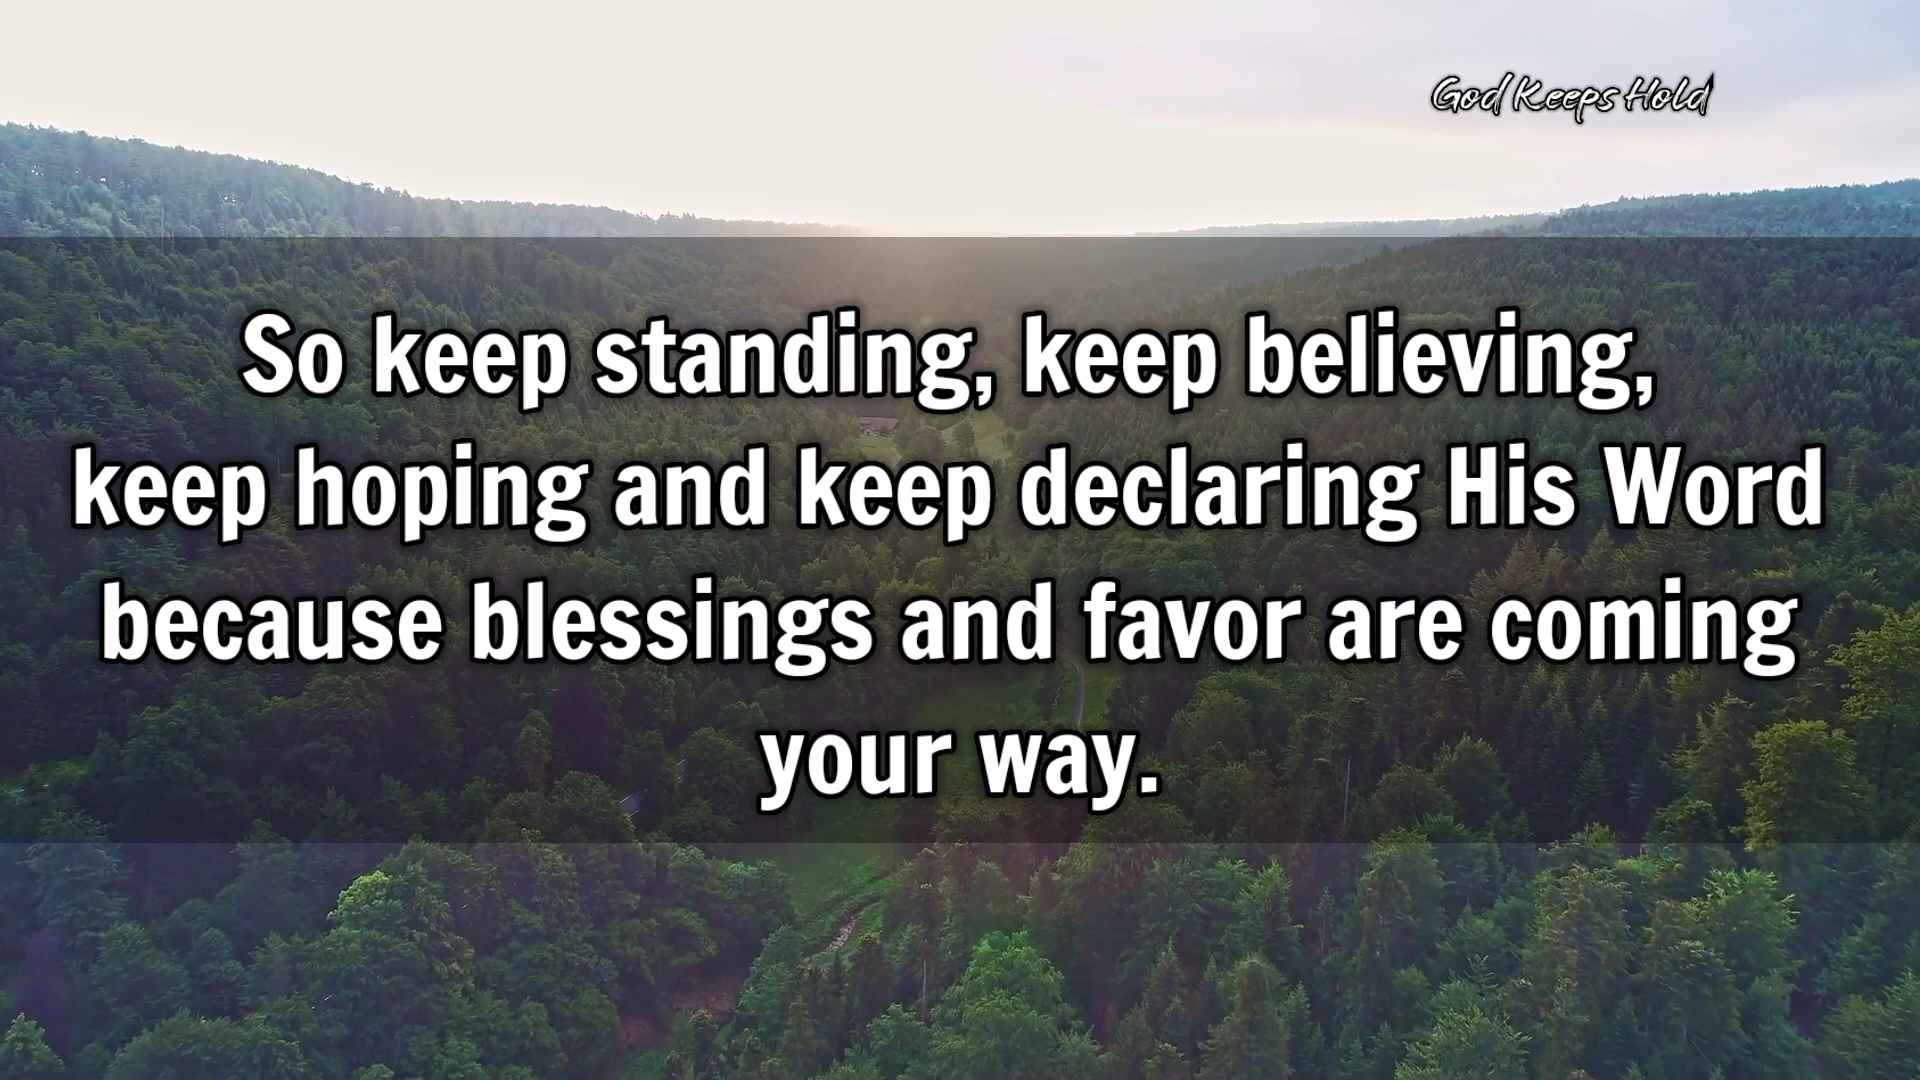 God Keeps Hold
So keep standing, keep believing,
keep hoping and keep declaring His Word
because blessings and favor are coming
your way.